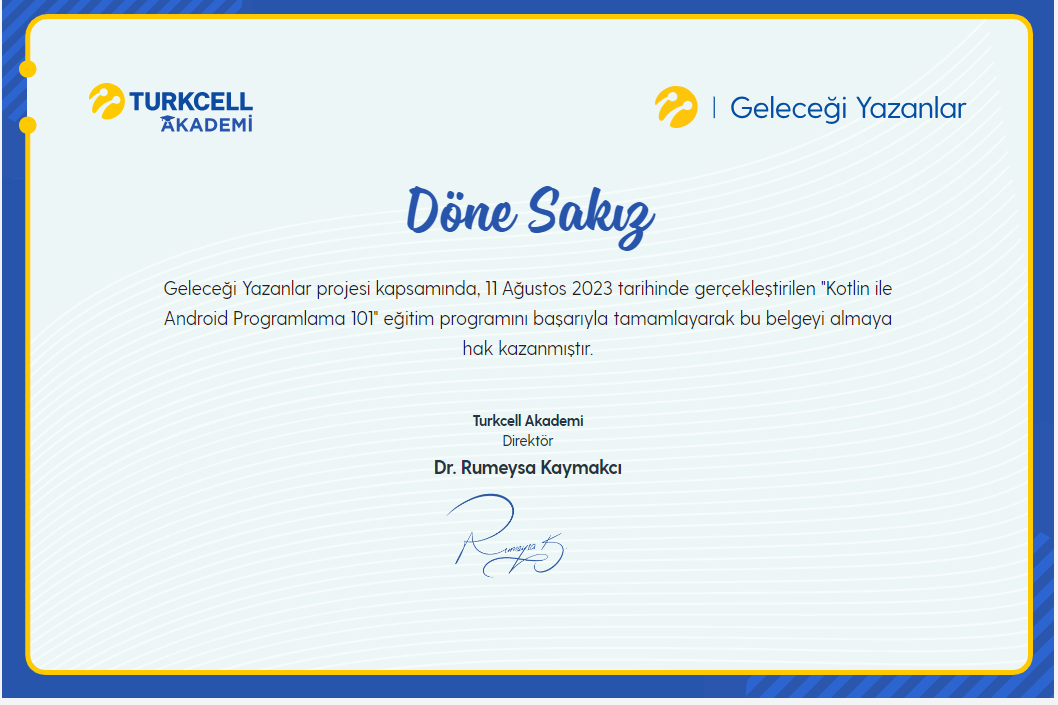 TURKCELL
AKADEMİ
| Geleceği Yazanlar
Döne Sakız
Geleceği Yazanlar projesi kapsamında, 11 Ağustos 2023 tarihinde gerçekleştirilen "Kotlin ile
Android Programlama 101" eğitim programını başarıyla tamamlayarak bu belgeyi almaya
hak kazanmıştır.
Turkcell Akademi
Direktör
Dr. Rumeysa Kaymakcı
Rumeysa K